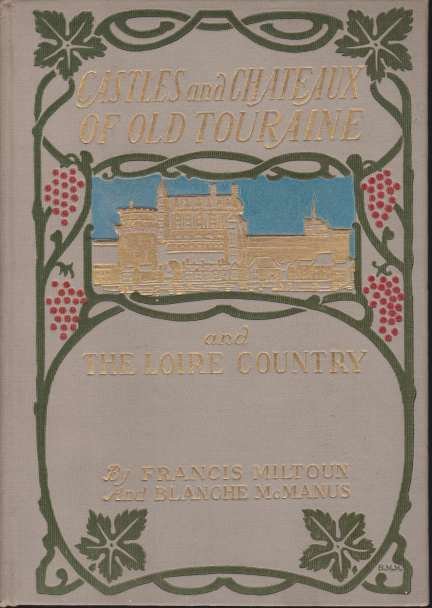 CASTLES and CHATEAUX
OF OLD TOURAINE
and
THE LOIRE COUNTRY
By FRANCIS MILTOUN
And BLANCHE McMANUS
B.McM.